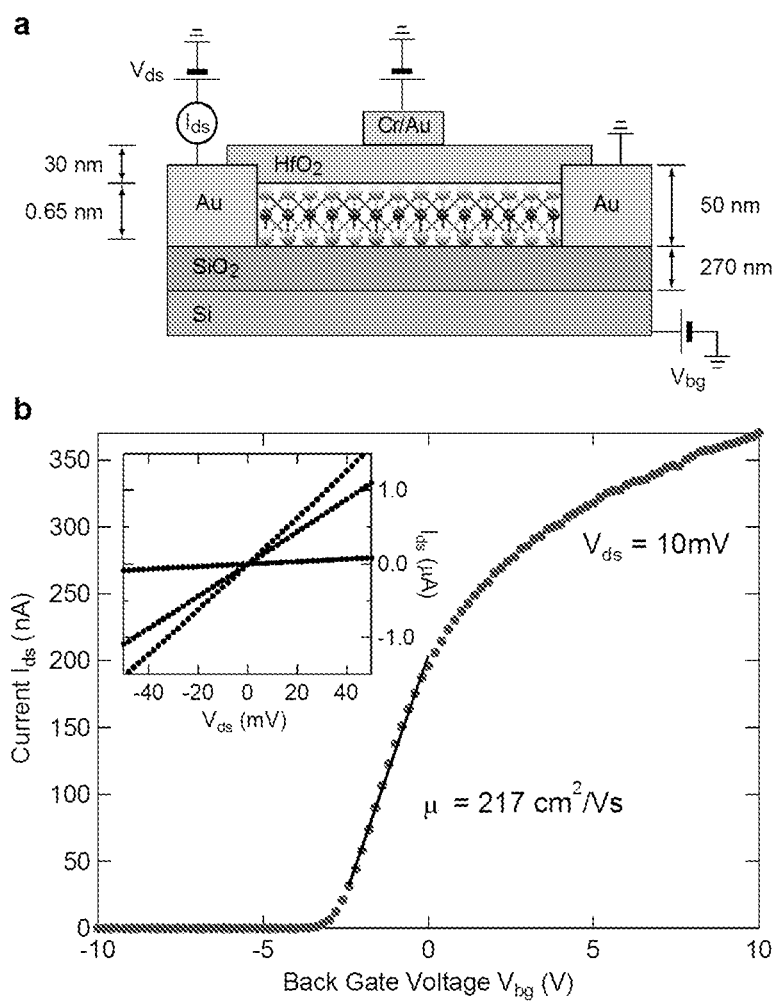 a
V_ds
I_ds
Cr/Au
HfO₂
30 nm
0.65 nm
Au
Au
50 nm
SiO₂
270 nm
Si
V_bg
b
350
300
250
200
150
100
50
0
Current I_ds (nA)
1.0
0.0
-1.0
I_ds (μA)
-40 -20 0 20 40
V_ds (mV)
V_ds = 10mV
μ = 217 cm²/Vs
-10 -5 0 5 10
Back Gate Voltage V_bg (V)